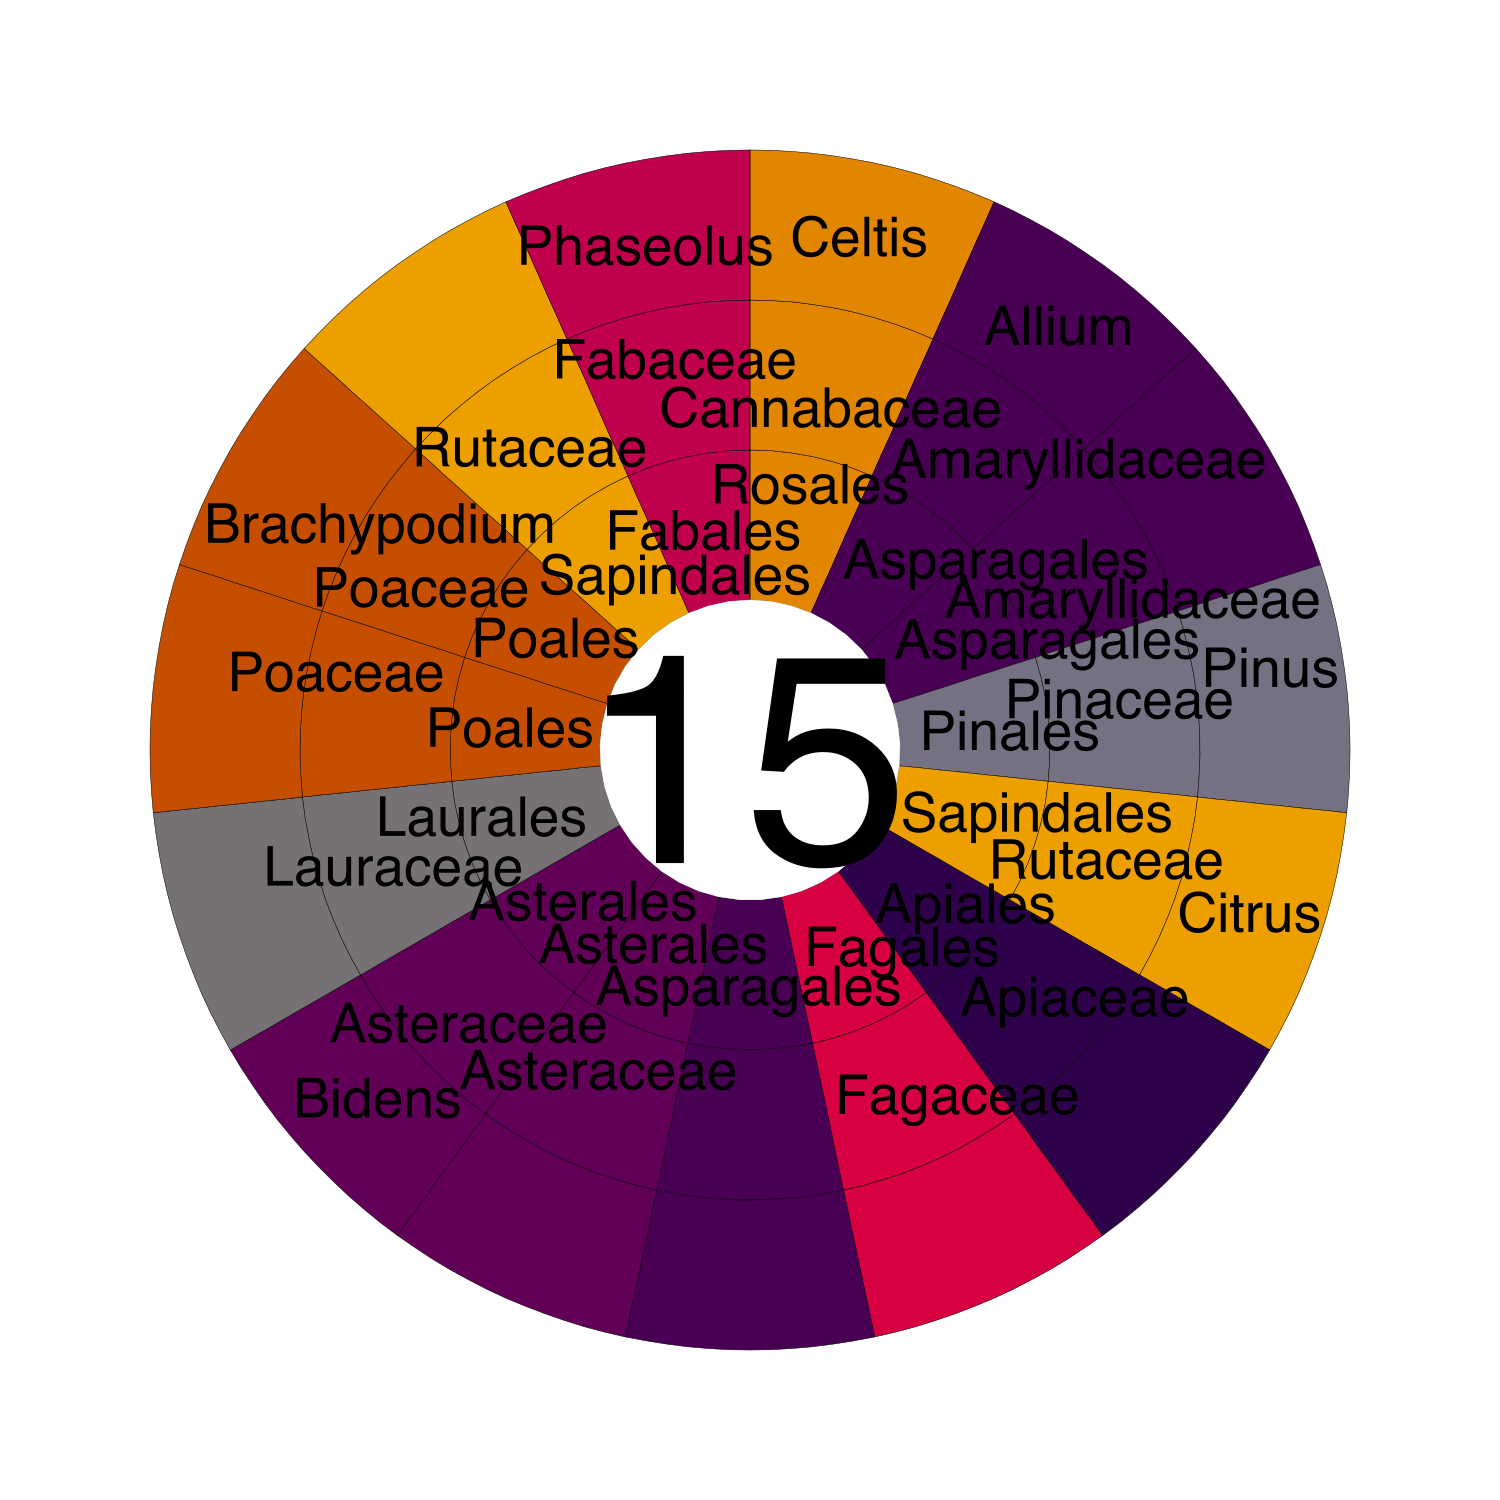 Phaseolus
Celtis
Allium
Fabaceae
Cannabaceae
Rutaceae
Amaryllidaceae
Rosales
Brachypodium
Fabales
Asparagales
Sapindales
Poaceae
Amaryllidaceae
Poales
Asparagales
Pinus
Poaceae
Pinaceae
Poales
Pinales
15
Laurales
Sapindales
Lauraceae
Rutaceae
Asterales
Apiales
Citrus
Asterales
Fagales
Asparagales
Apiaceae
Asteraceae
Asteraceae
Bidens
Fagaceae